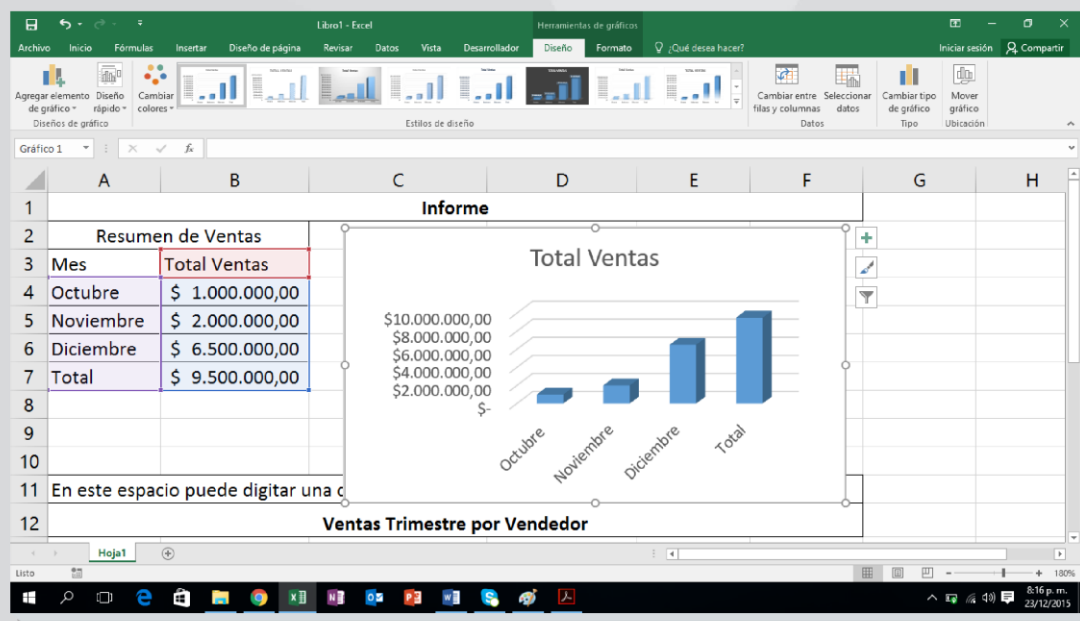 Libro1 - Excel
Herramientas de gráficos
Archivo Inicio Fórmulas Insertar Diseño de página Revisar Datos Vista Desarrollador Diseño Formato ¿Qué desea hacer? Iniciar sesión Compartir
Agregar elemento de gráfico
Diseño rápido
Cambiar colores
Cambiar entre filas y columnas
Seleccionar datos
Cambiar tipo de gráfico
Mover gráfico
Diseños de gráfico
Estilos de diseño
Datos
Tipo
Ubicación
Gráfico 1
fx
A B C D E F G H
1 Informe
2 Resumen de Ventas
3 Mes Total Ventas
4 Octubre $ 1.000.000,00
5 Noviembre $ 2.000.000,00
6 Diciembre $ 6.500.000,00
7 Total $ 9.500.000,00
8
9
10
11 En este espacio puede digitar una
12 Ventas Trimestre por Vendedor
Total Ventas
$10.000.000,00
$8.000.000,00
$6.000.000,00
$4.000.000,00
$2.000.000,00
$-
Octubre
Noviembre
Diciembre
Total
Hoja1
Listo
180%
8:16 p. m.
23/12/2015